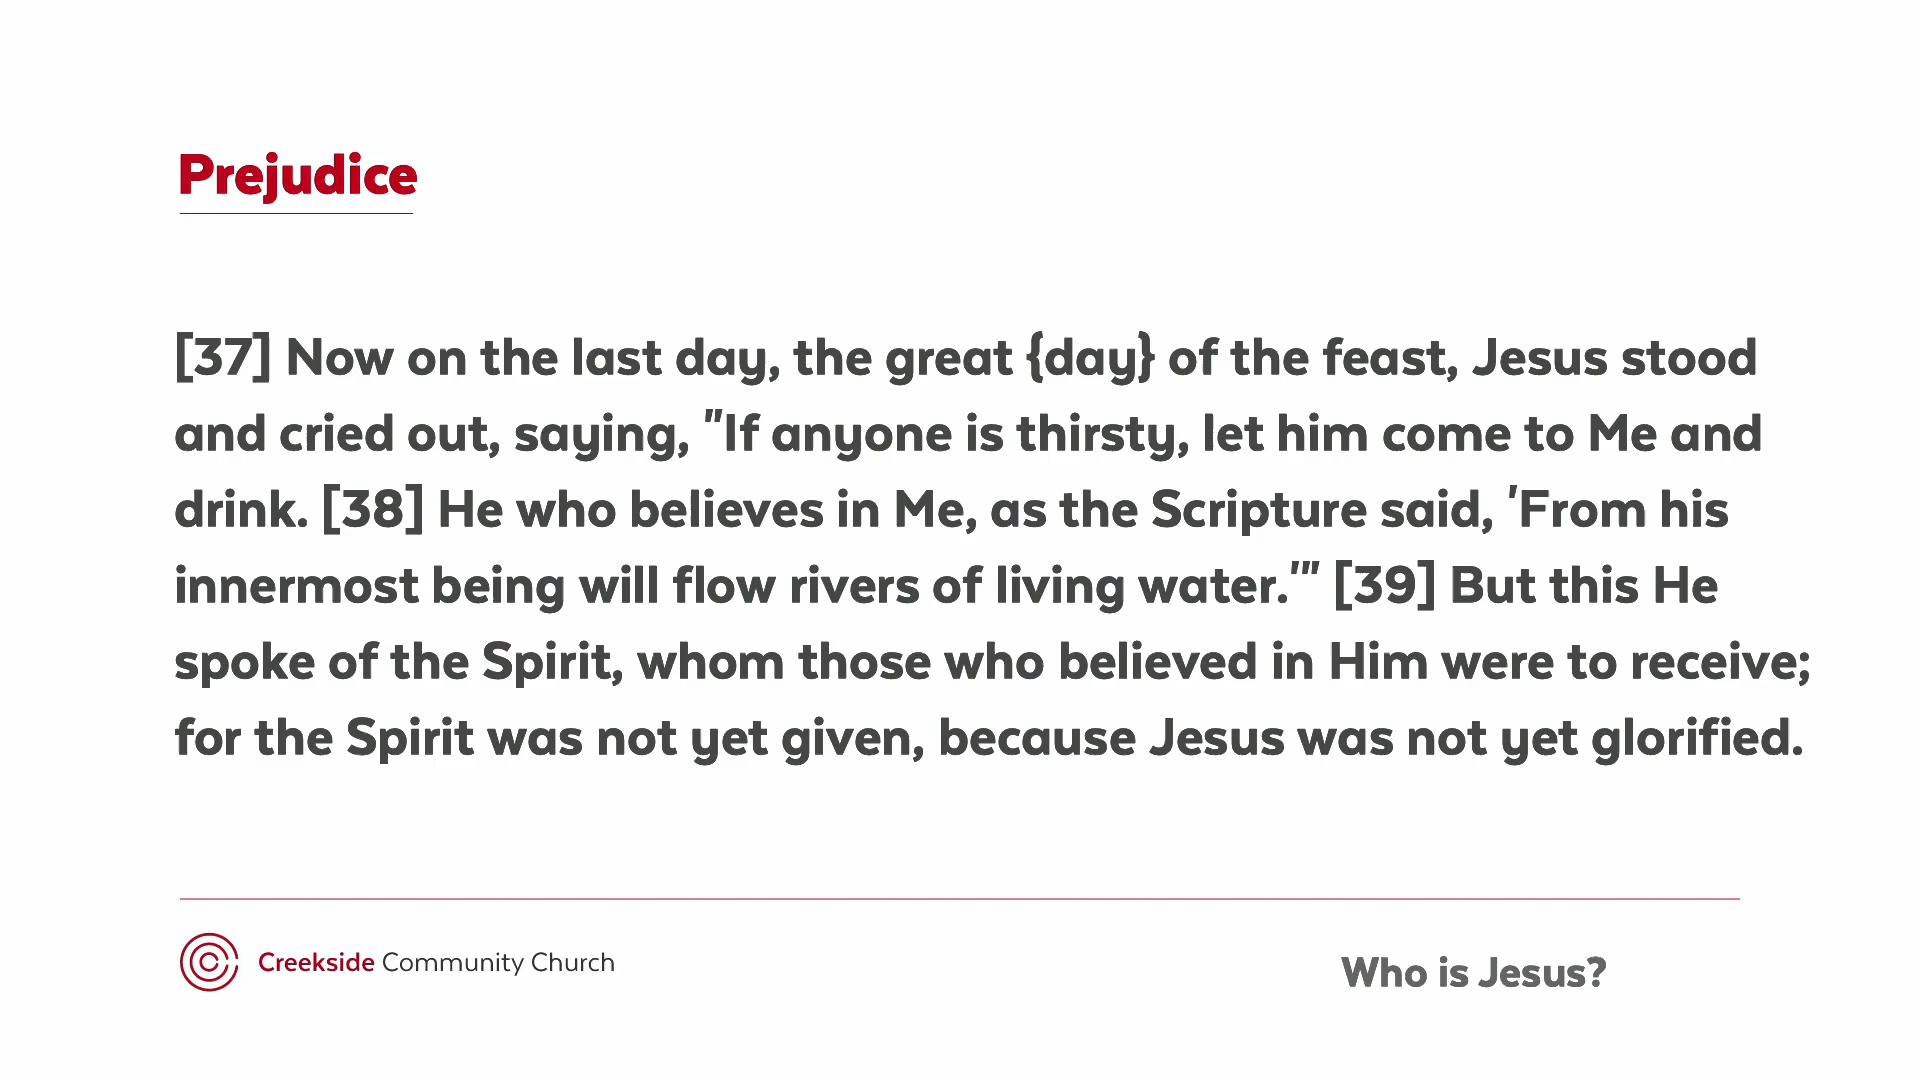 Prejudice
[37] Now on the last day, the great {day} of the feast, Jesus stood
and cried out, saying, "If anyone is thirsty, let him come to Me and
drink. [38] He who believes in Me, as the Scripture said, 'From his
innermost being will flow rivers of living water.'" [39] But this He
spoke of the Spirit, whom those who believed in Him were to receive;
for the Spirit was not yet given, because Jesus was not yet glorified.
Creekside Community Church
Who is Jesus?